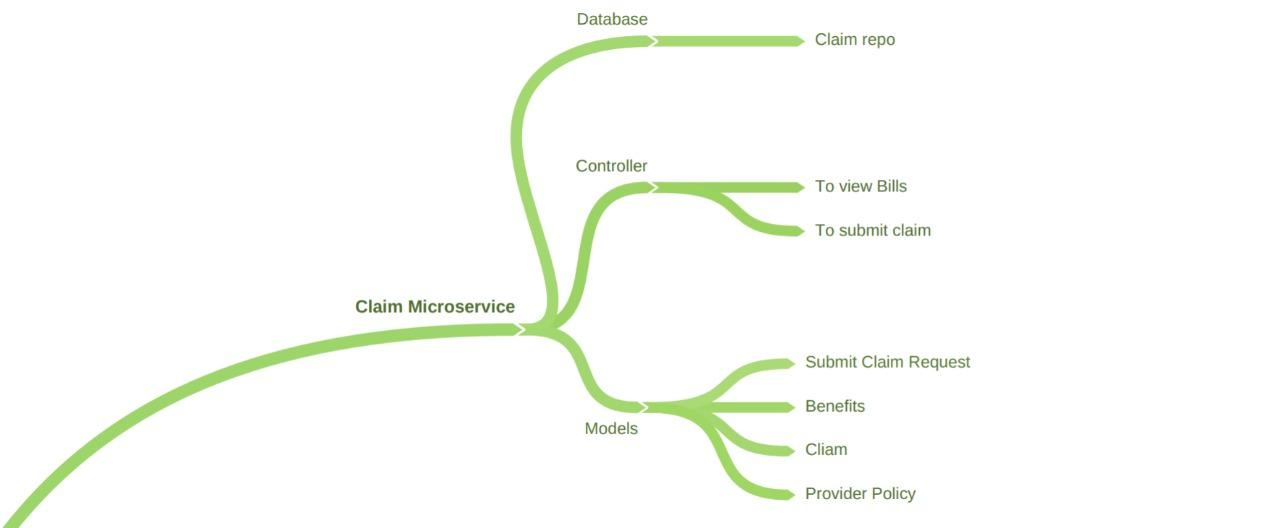 Database
Claim repo
Controller
To view Bills
To submit claim
Claim Microservice
Submit Claim Request
Benefits
Cliam
Models
Provider Policy